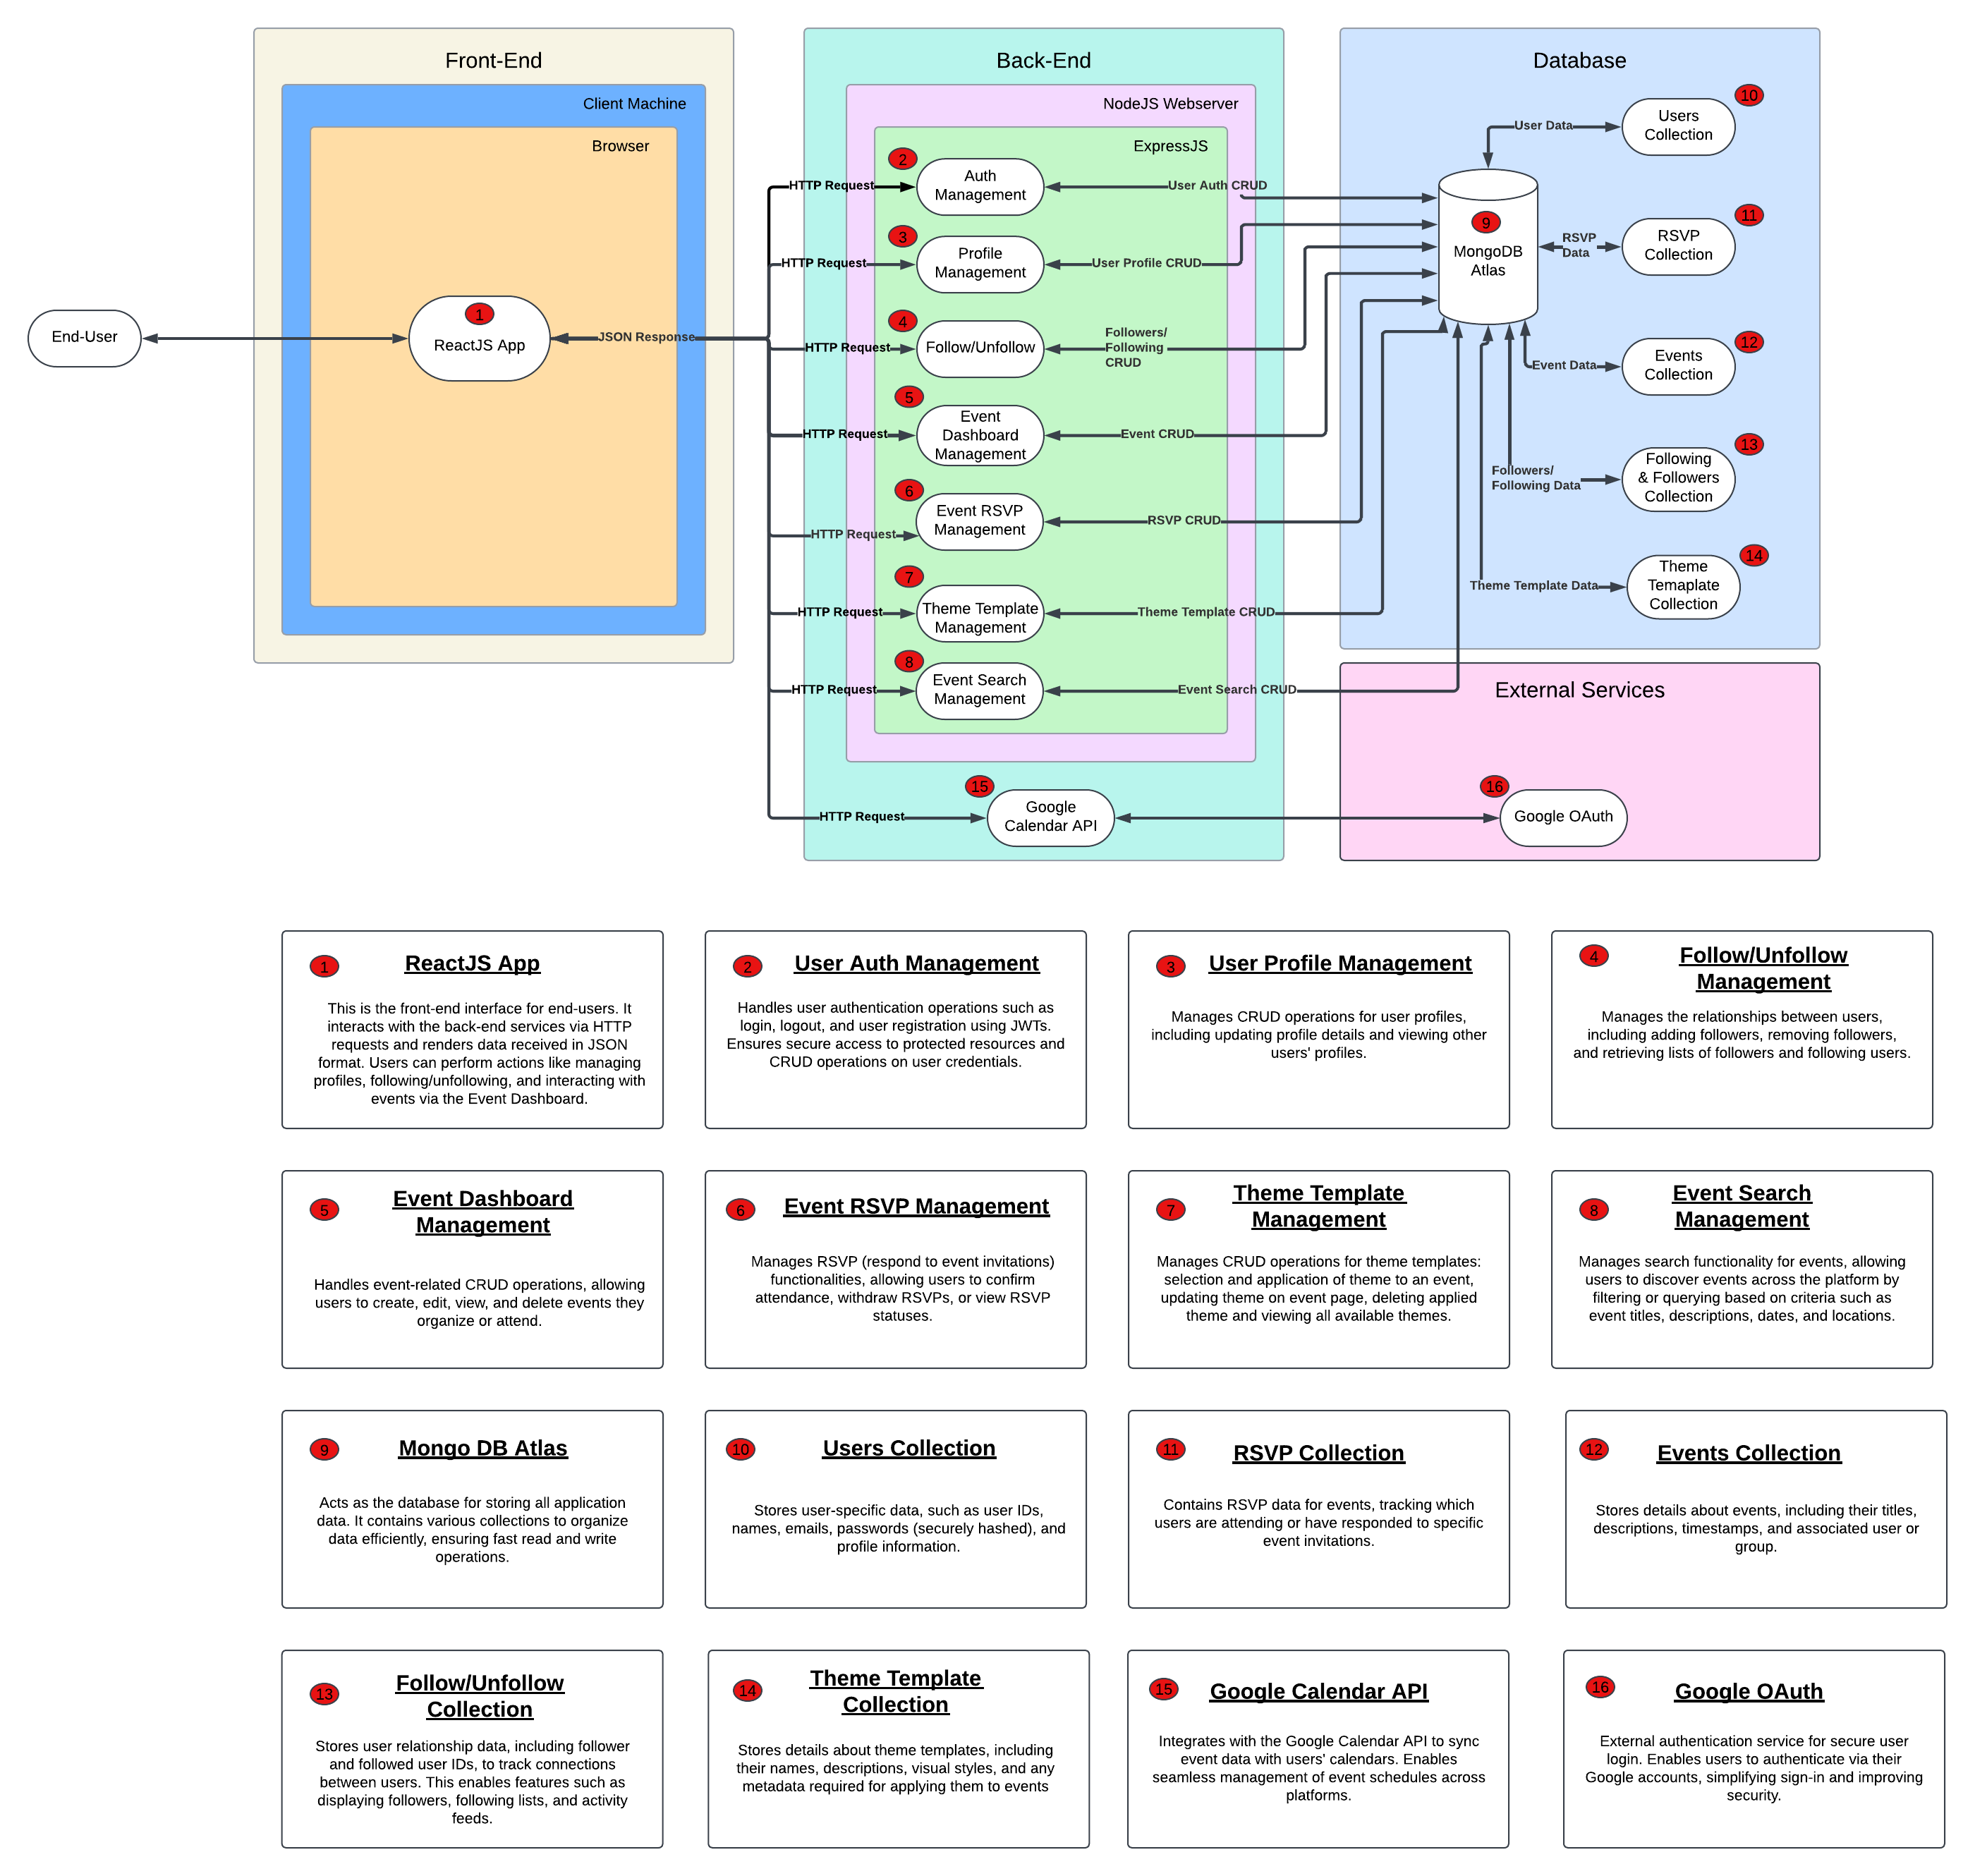 Front-End
Client Machine
Browser
End-User
1
ReactJS App
JSON Response
Back-End
NodeJS Webserver
ExpressJS
HTTP Request
2
Auth
Management
User Auth CRUD
HTTP Request
3
Profile
Management
User Profile CRUD
HTTP Request
4
Follow/Unfollow
Followers/
Following
CRUD
HTTP Request
5
Event
Dashboard
Management
Event CRUD
HTTP Request
6
Event RSVP
Management
RSVP CRUD
HTTP Request
7
Theme Template
Management
Theme Template CRUD
HTTP Request
8
Event Search
Management
Event Search CRUD
HTTP Request
15
Google
Calendar API
Database
9
MongoDB
Atlas
User Data
10
Users
Collection
RSVP
Data
11
RSVP
Collection
Event Data
12
Events
Collection
Followers/
Following Data
13
Following
& Followers
Collection
Theme Template Data
14
Theme
Temaplate
Collection
External Services
16
Google OAuth
1
ReactJS App
This is the front-end interface for end-users. It
interacts with the back-end services via HTTP
requests and renders data received in JSON
format. Users can perform actions like managing
profiles, following/unfollowing, and interacting with
events via the Event Dashboard.
2
User Auth Management
Handles user authentication operations such as
login, logout, and user registration using JWTs.
Ensures secure access to protected resources and
CRUD operations on user credentials.
3
User Profile Management
Manages CRUD operations for user profiles,
including updating profile details and viewing other
users' profiles.
4
Follow/Unfollow
Management
Manages the relationships between users,
including adding followers, removing followers,
and retrieving lists of followers and following users.
5
Event Dashboard
Management
Handles event-related CRUD operations, allowing
users to create, edit, view, and delete events they
organize or attend.
6
Event RSVP Management
Manages RSVP (respond to event invitations)
functionalities, allowing users to confirm
attendance, withdraw RSVPs, or view RSVP
statuses.
7
Theme Template
Management
Manages CRUD operations for theme templates:
selection and application of theme to an event,
updating theme on event page, deleting applied
theme and viewing all available themes.
8
Event Search
Management
Manages search functionality for events, allowing
users to discover events across the platform by
filtering or querying based on criteria such as
event titles, descriptions, dates, and locations.
9
Mongo DB Atlas
Acts as the database for storing all application
data. It contains various collections to organize
data efficiently, ensuring fast read and write
operations.
10
Users Collection
Stores user-specific data, such as user IDs,
names, emails, passwords (securely hashed), and
profile information.
11
RSVP Collection
Contains RSVP data for events, tracking which
users are attending or have responded to specific
event invitations.
12
Events Collection
Stores details about events, including their titles,
descriptions, timestamps, and associated user or
group.
13
Follow/Unfollow
Collection
Stores user relationship data, including follower
and followed user IDs, to track connections
between users. This enables features such as
displaying followers, following lists, and activity
feeds.
14
Theme Template
Collection
Stores details about theme templates, including
their names, descriptions, visual styles, and any
metadata required for applying them to events
15
Google Calendar API
Integrates with the Google Calendar API to sync
event data with users' calendars. Enables
seamless management of event schedules across
platforms.
16
Google OAuth
External authentication service for secure user
login. Enables users to authenticate via their
Google accounts, simplifying sign-in and improving
security.